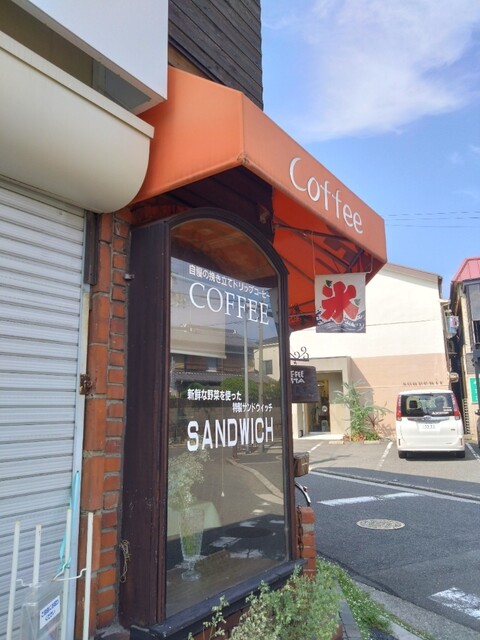 Coffee
氷
自慢の挽き立てドリップコーヒー
COFFEE
新鮮な野菜を使った
特製サンドウィッチ
SANDWICH